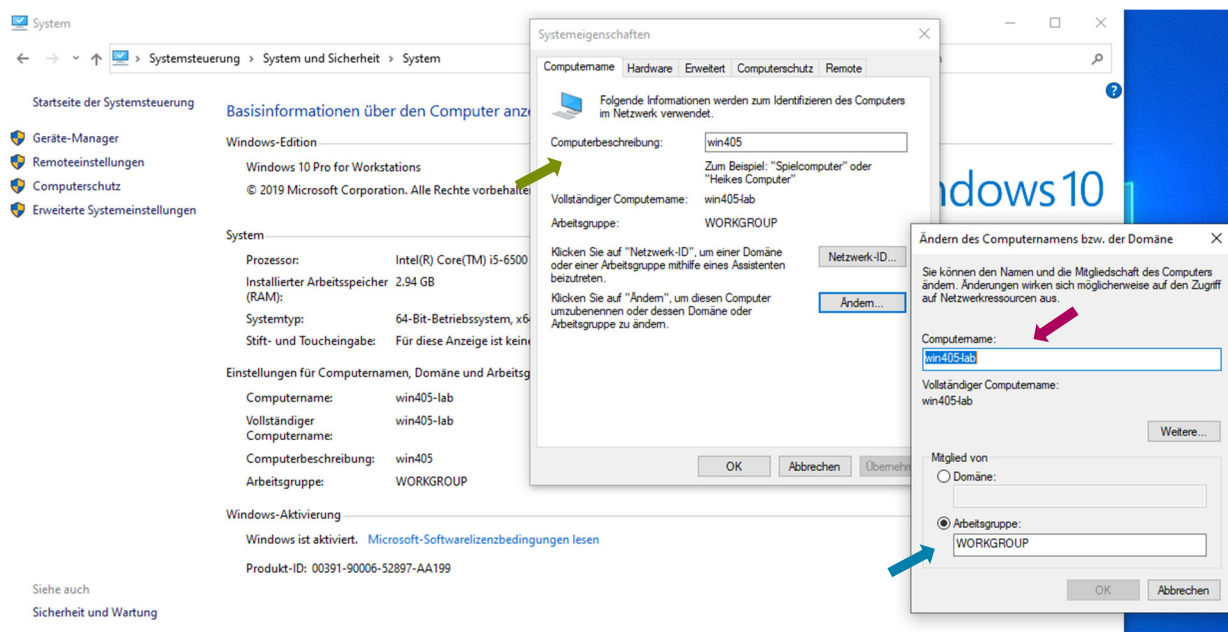 System
Systemsteuerung > System und Sicherheit > System
Startseite der Systemsteuerung
Geräte-Manager
Remoteeinstellungen
Computerschutz
Erweiterte Systemeinstellungen
Siehe auch
Sicherheit und Wartung
Basisinformationen über den Computer anze
Windows-Edition
Windows 10 Pro for Workstations
© 2019 Microsoft Corporation. Alle Rechte vorbehalte
ndows 10
System
Prozessor: Intel(R) Core(TM) i5-6500
Installierter Arbeitsspeicher 2.94 GB
(RAM):
Systemtyp: 64-Bit-Betriebssystem, x64
Stift- und Toucheingabe: Für diese Anzeige ist keine
Einstellungen für Computernamen, Domäne und Arbeitsg
Computername: win405-lab
Vollständiger win405-lab
Computername:
Computerbeschreibung: win405
Arbeitsgruppe: WORKGROUP
Windows-Aktivierung
Windows ist aktiviert. Microsoft-Softwarelizenzbedingungen lesen
Produkt-ID: 00391-90006-52897-AA199
Systemeigenschaften
Computername Hardware Erweitert Computerschutz Remote
Folgende Informationen werden zum Identifizieren des Computers
im Netzwerk verwendet.
Computerbeschreibung: win405
Zum Beispiel: "Spielcomputer" oder
"Heikes Computer"
Vollständiger Computername: win405-lab
Arbeitsgruppe: WORKGROUP
Klicken Sie auf "Netzwerk-ID", um einer Domäne
oder einer Arbeitsgruppe mithilfe eines Assistenten
beizutreten.
Netzwerk-ID...
Klicken Sie auf "Ändern", um diesen Computer
umzubenennen oder dessen Domäne oder
Arbeitsgruppe zu ändern.
Ändern...
OK Abbrechen Übernehm
Ändern des Computernamens bzw. der Domäne
Sie können den Namen und die Mitgliedschaft des Computers
ändern. Änderungen wirken sich möglicherweise auf den Zugriff
auf Netzwerkressourcen aus.
Computername:
win405-lab
Vollständiger Computername:
win405-lab
Weitere...
Mitglied von
Domäne:
Arbeitsgruppe:
WORKGROUP
OK Abbrechen